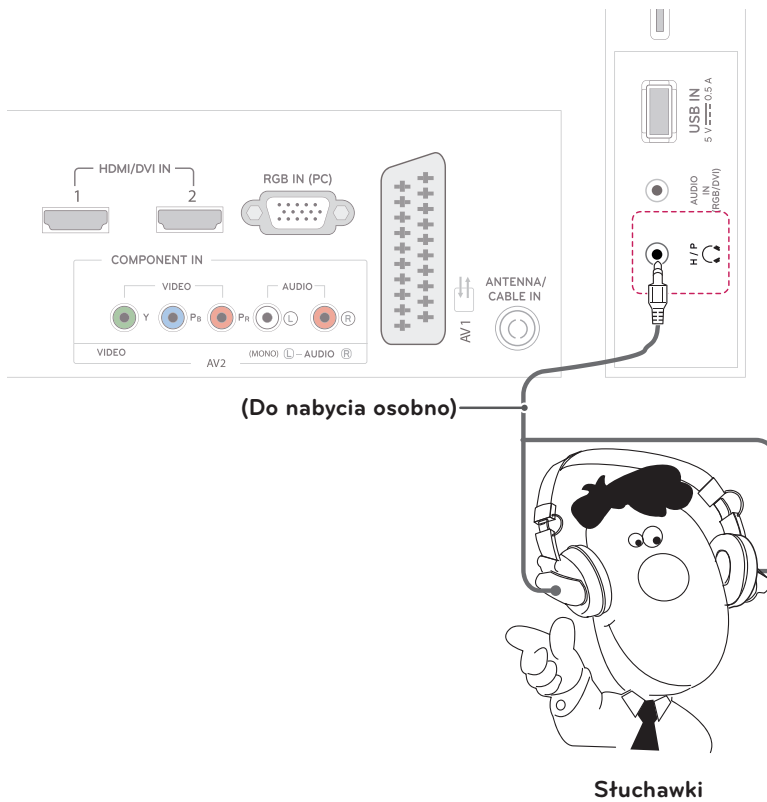 HDMI/DVI IN
1 2
RGB IN (PC)
COMPONENT IN
VIDEO AUDIO
Y PB PR L R
VIDEO
AV2
(MONO) L – AUDIO R
AV1
ANTENNA/
CABLE IN
USB IN
5 V 0.5 A
AUDIO
IN
(RGB/DVI)
H / P
(Do nabycia osobno)
Słuchawki